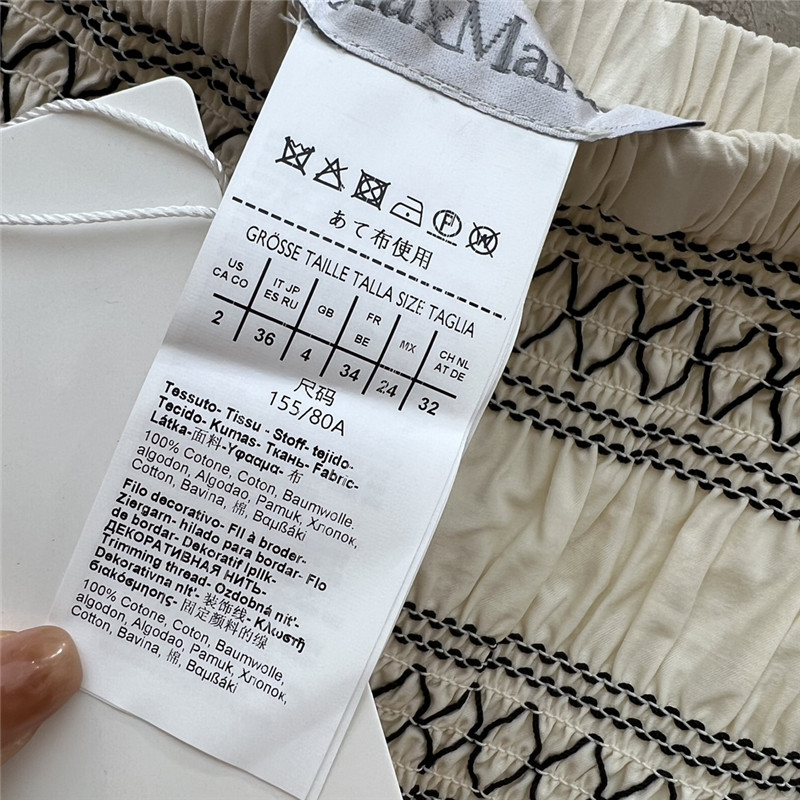 MaxMara
あて布使用
GRÖSSE TAILLE TALLA SIZE TAGLIA
US CA CO
IT JP ES RU
GB
FR BE
MX
CH NL AT DE
2 36 4 34 24 32
尺码
155/80A
Tessuto- Tissu - Stoff- tejido-
Tecido- Kumas- Ткань- Fabric-
Látka- 面料-Υφασμα- 布
100% Cotone, Coton, Baumwolle,
algodon, Algodao, Pamuk, Хлопок,
Cotton, Bavina, 棉, Βαμβάκι
Filo decorativo- Fil à broder-
Ziergarn- hilado para bordar- Fio
de bordar- Dekoratif Iplik-
ДЕКОРАТИВНАЯ НИТЬ-
Trimming thread- Ozdobná nit'-
Dekorativna nit'- 装饰线- Κλωστή
διακόσμησης- 固定颜料的缐
100% Cotone, Coton, Baumwolle,
algodon, Algodao, Pamuk, Хлопок,
Cotton, Bavina, 棉, Βαμβάκι